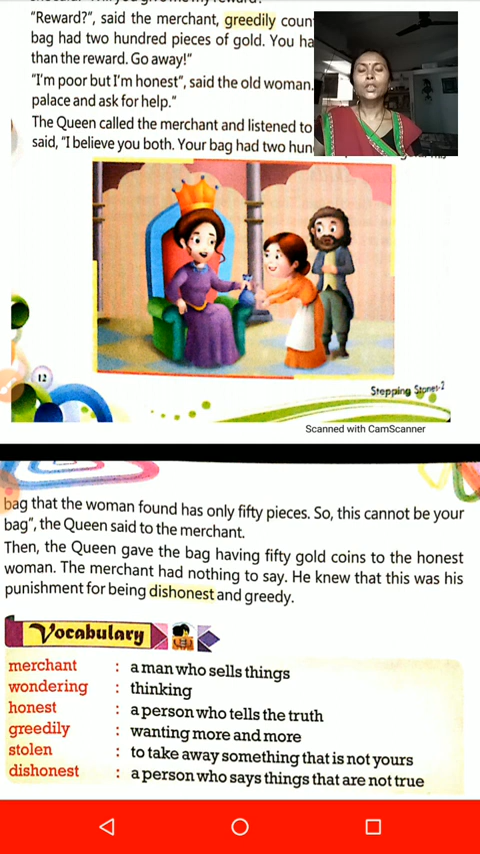 "Reward?", said the merchant, greedily coun
bag had two hundred pieces of gold. You ha
than the reward. Go away!"
"I'm poor but I'm honest", said the old woman.
palace and ask for help."
The Queen called the merchant and listened to
said, "I believe you both. Your bag had two hun
12
Stepping Stones-2
Scanned with CamScanner
bag that the woman found has only fifty pieces. So, this cannot be your
bag", the Queen said to the merchant.
Then, the Queen gave the bag having fifty gold coins to the honest
woman. The merchant had nothing to say. He knew that this was his
punishment for being dishonest and greedy.
Vocabulary
merchant : a man who sells things
wondering : thinking
honest : a person who tells the truth
greedily : wanting more and more
stolen : to take away something that is not yours
dishonest : a person who says things that are not true